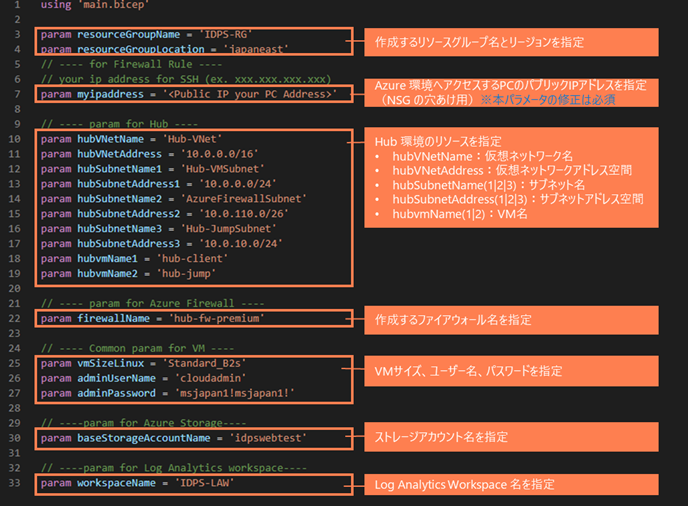 1 using 'main.bicep'
2
3 param resourceGroupName = 'IDPS-RG'
4 param resourceGroupLocation = 'japaneast'
作成するリソースグループ名とリージョンを指定
5 // ---- for Firewall Rule ----
6 // your ip address for SSH (ex. xxx.xxx.xxx.xxx)
7 param myipaddress = '<Public IP your PC Address>'
Azure 環境へアクセスするPCのパブリックIPアドレスを指定
（NSG の穴あけ用）※本パラメータの修正は必須
8
9 // ---- param for Hub ----
10 param hubVNetName = 'Hub-VNet'
11 param hubVNetAddress = '10.0.0.0/16'
12 param hubSubnetName1 = 'Hub-VMSubnet'
13 param hubSubnetAddress1 = '10.0.0.0/24'
14 param hubSubnetName2 = 'AzureFirewallSubnet'
15 param hubSubnetAddress2 = '10.0.110.0/26'
16 param hubSubnetName3 = 'Hub-JumpSubnet'
17 param hubSubnetAddress3 = '10.0.10.0/24'
18 param hubvmName1 = 'hub-client'
19 param hubvmName2 = 'hub-jump'
Hub 環境のリソースを指定
• hubVNetName：仮想ネットワーク名
• hubVNetAddress：仮想ネットワークアドレス空間
• hubSubnetName(1|2|3)：サブネット名
• hubSubnetAddress(1|2|3)：サブネットアドレス空間
• hubvmName(1|2)：VM名
20
21 // ---- param for Azure Firewall ----
22 param firewallName = 'hub-fw-premium'
作成するファイアウォール名を指定
23
24 // ---- Common param for VM ----
25 param vmSizeLinux = 'Standard_B2s'
26 param adminUserName = 'cloudadmin'
27 param adminPassword = 'msjapan1!msjapan1!'
VMサイズ、ユーザー名、パスワードを指定
28
29 // ----param for Azure Storage----
30 param baseStorageAccountName = 'idpswebtest'
ストレージアカウント名を指定
31
32 // ----param for Log Analytics workspace----
33 param workspaceName = 'IDPS-LAW'
Log Analytics Workspace 名を指定